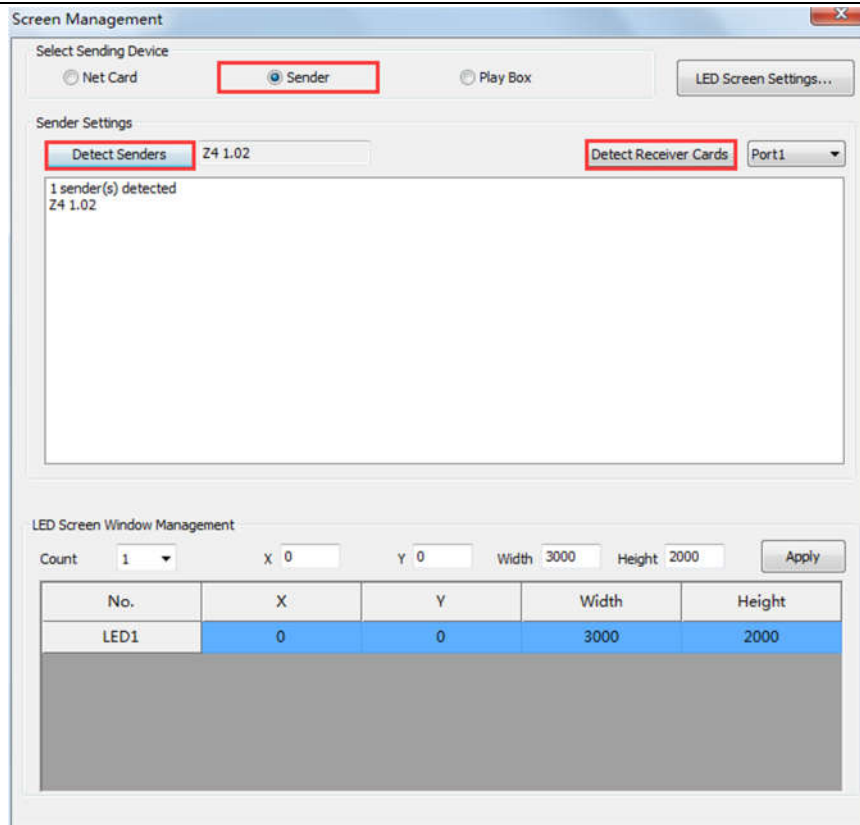 Screen Management
Select Sending Device
Net Card Sender Play Box LED Screen Settings...
Sender Settings
Detect Senders Z4 1.02 Detect Receiver Cards Port1
1 sender(s) detected
Z4 1.02
LED Screen Window Management
Count 1 X 0 Y 0 Width 3000 Height 2000 Apply
No. X Y Width Height
LED1 0 0 3000 2000